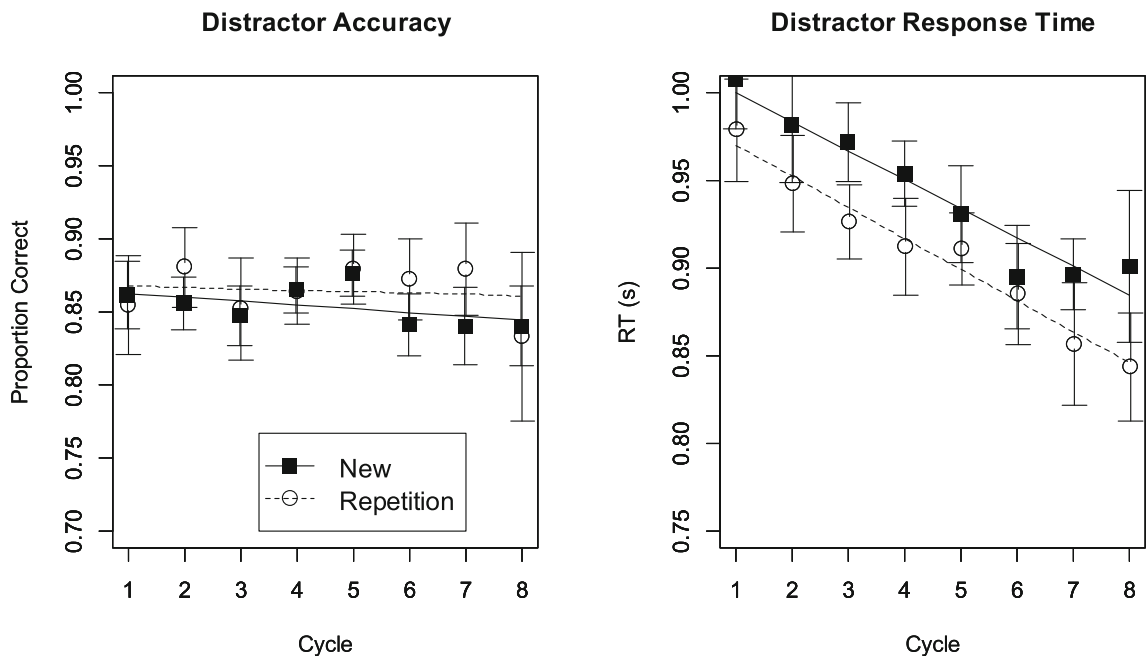 Distractor Accuracy
Proportion Correct
1.00
0.95
0.90
0.85
0.80
0.75
0.70
New
Repetition
1 2 3 4 5 6 7 8
Cycle
Distractor Response Time
RT (s)
1.00
0.95
0.90
0.85
0.80
0.75
1 2 3 4 5 6 7 8
Cycle